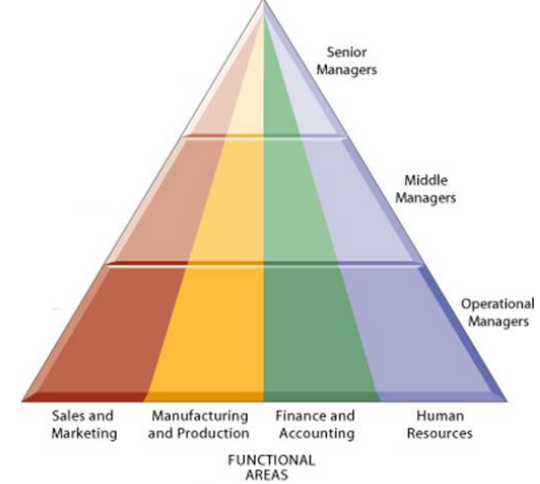 Senior
Managers
Middle
Managers
Operational
Managers
Sales and
Marketing
Manufacturing
and Production
Finance and
Accounting
Human
Resources
FUNCTIONAL
AREAS